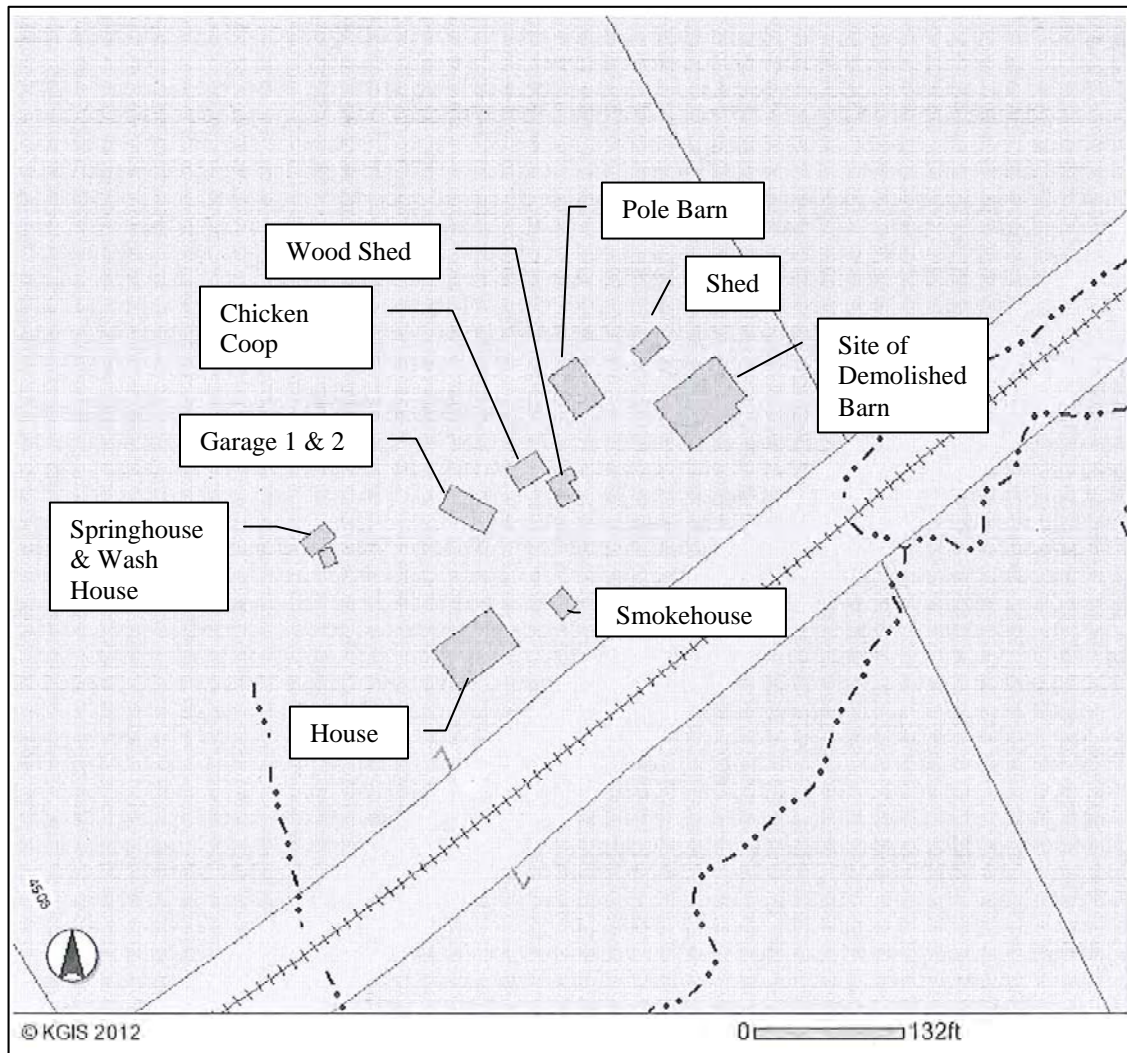 Pole Barn
Wood Shed
Shed
Chicken
Coop
Site of
Demolished
Barn
Garage 1 & 2
Springhouse
& Wash
House
Smokehouse
House
© KGIS 2012
0
132ft